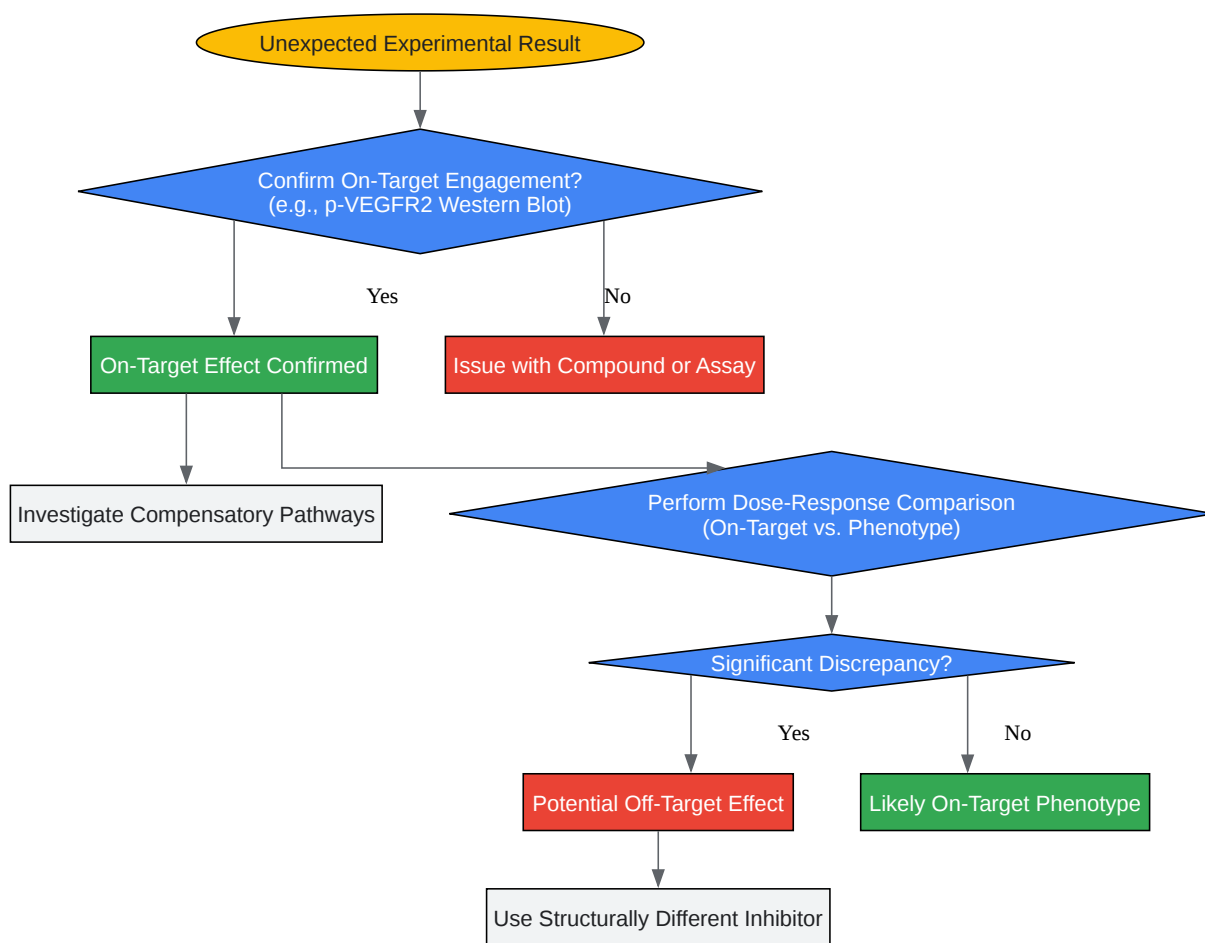 Unexpected Experimental Result
Confirm On-Target Engagement?
(e.g., p-VEGFR2 Western Blot)
Yes
No
On-Target Effect Confirmed
Issue with Compound or Assay
Investigate Compensatory Pathways
Perform Dose-Response Comparison
(On-Target vs. Phenotype)
Significant Discrepancy?
Yes
No
Potential Off-Target Effect
Likely On-Target Phenotype
Use Structurally Different Inhibitor